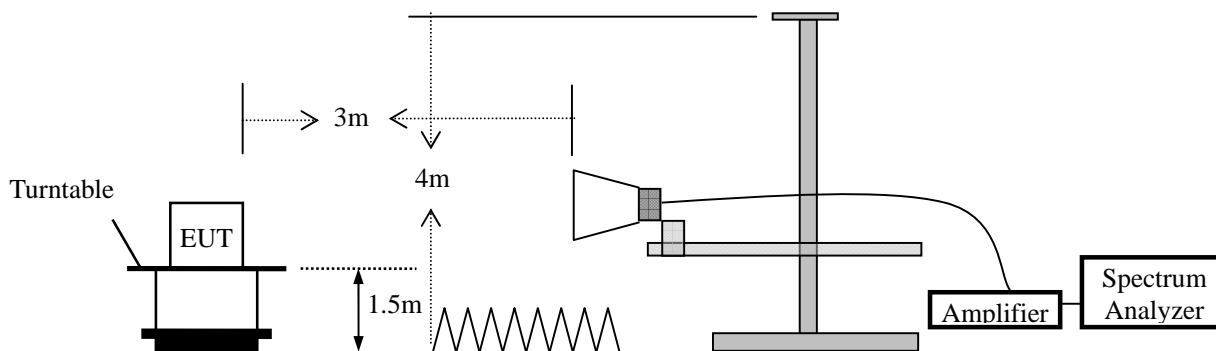 3m
4m
Turntable
EUT
1.5m
Amplifier
Spectrum
Analyzer